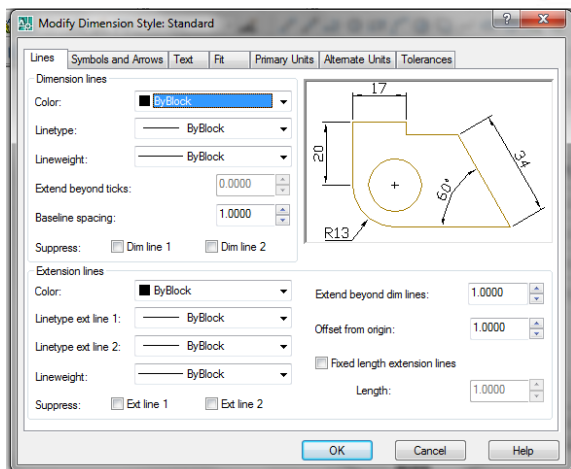 Modify Dimension Style: Standard
Lines Symbols and Arrows Text Fit Primary Units Alternate Units Tolerances
Dimension lines
Color: ByBlock
Linetype: ByBlock
Lineweight: ByBlock
Extend beyond ticks: 0.0000
Baseline spacing: 1.0000
Suppress: Dim line 1 Dim line 2
17
20
34
60°
R13
Extension lines
Color: ByBlock
Linetype ext line 1: ByBlock
Linetype ext line 2: ByBlock
Lineweight: ByBlock
Suppress: Ext line 1 Ext line 2
Extend beyond dim lines: 1.0000
Offset from origin: 1.0000
Fixed length extension lines
Length: 1.0000
OK Cancel Help